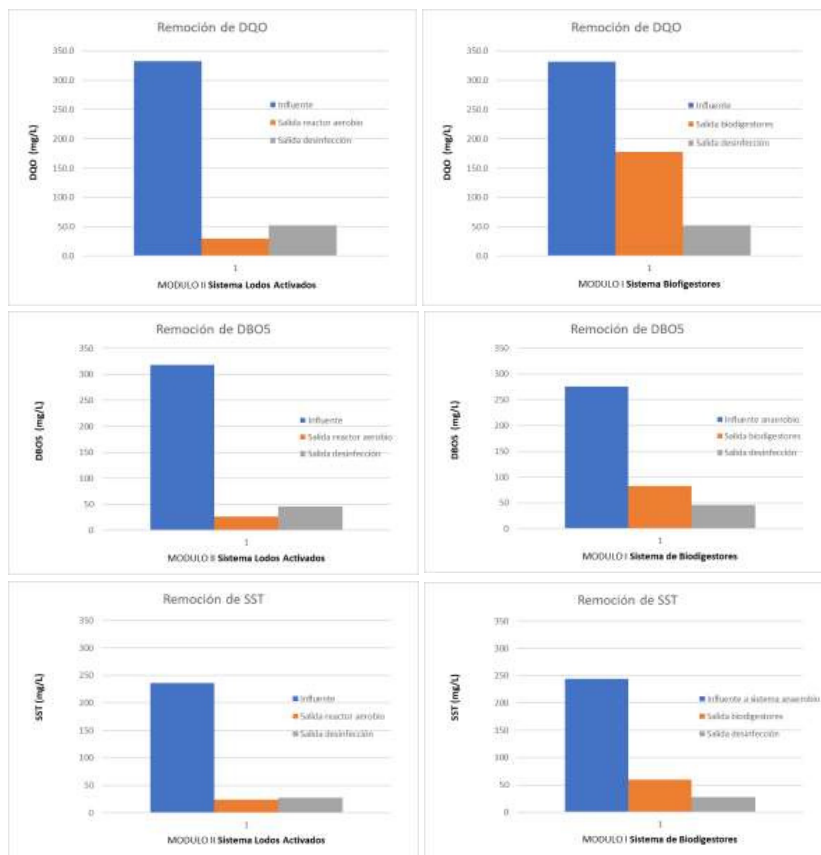 Remoción de DQO
350.0
300.0
250.0
200.0
150.0
100.0
50.0
0.0
DQO (mg/L)
Influente
Salida reactor aerobio
Salida desinfección
1
MODULO II Sistema Lodos Activados
Remoción de DQO
350.0
300.0
250.0
200.0
150.0
100.0
50.0
0.0
DQO (mg/L)
Influente
Salida biodigestores
Salida desinfección
1
MODULO I Sistema Biofigestores
Remoción de DBO5
350
300
250
200
150
100
50
0
DBO5 (mg/L)
Influente
Salida reactor aerobio
Salida desinfección
1
MODULO II Sistema Lodos Activados
Remoción de DBO5
350
300
250
200
150
100
50
0
DBO5 (mg/L)
Influente anaerobio
Salida biodigestores
Salida desinfección
1
MODULO I Sistema de Biodigestores
Remoción de SST
350
300
250
200
150
100
50
0
SST (mg/L)
Influente
Salida reactor aerobio
Salida desinfección
1
MODULO II Sistema Lodos Activados
Remoción de SST
350
300
250
200
150
100
50
0
SST (mg/L)
Influente a sistema anaerobio
Salida biodigestores
Salida desinfección
1
MODULO I Sistema de Biodigestores